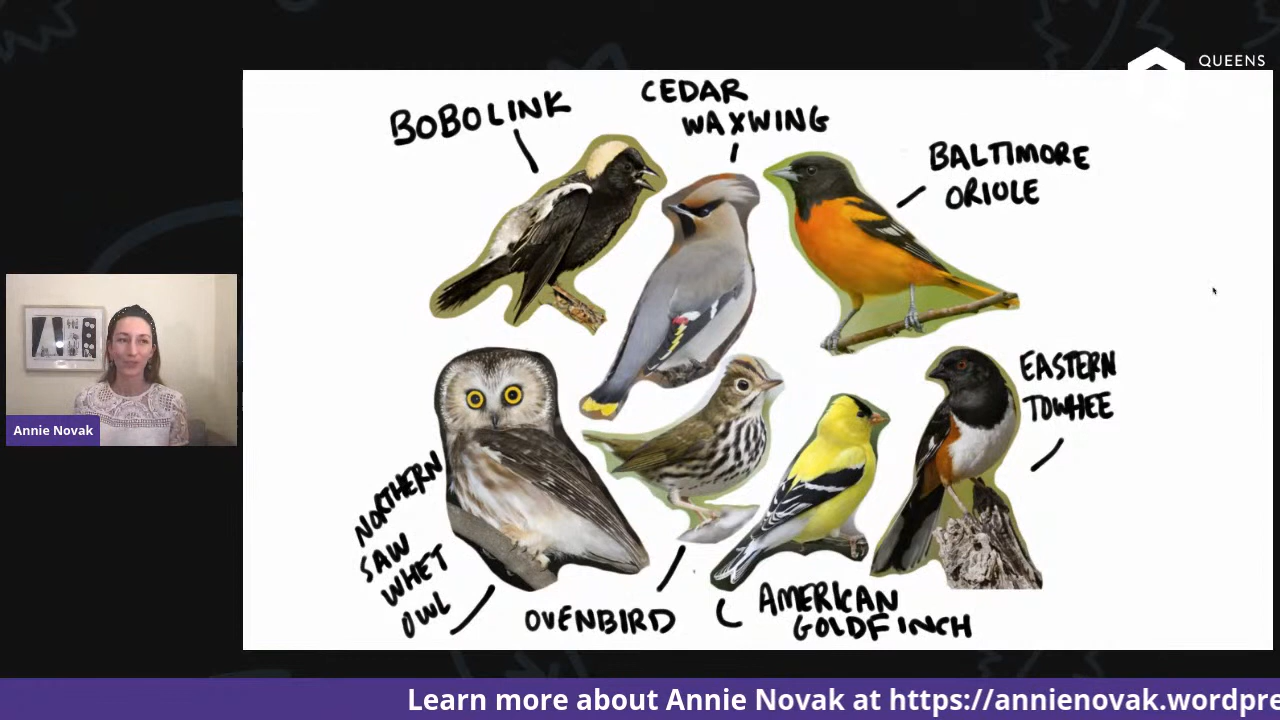 QUEENS
BOBOLINK
CEDAR
WAXWING
BALTIMORE
ORIOLE
EASTERN
TOWHEE
NORTHERN
SAW
WHET
OWL
OVENBIRD
AMERICAN
GOLDFINCH
Annie Novak
Learn more about Annie Novak at https://annienovak.wordpre